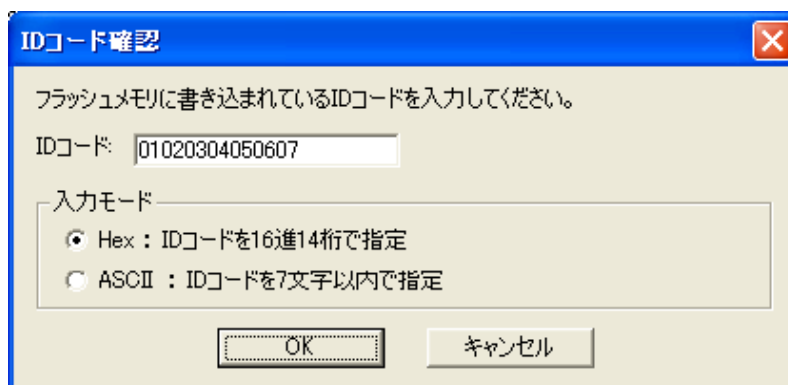 IDコード確認
フラッシュメモリに書き込まれているIDコードを入力してください。
IDコード: 01020304050607
入力モード
Hex : IDコードを16進14桁で指定
ASCII : IDコードを7文字以内で指定
OK キャンセル